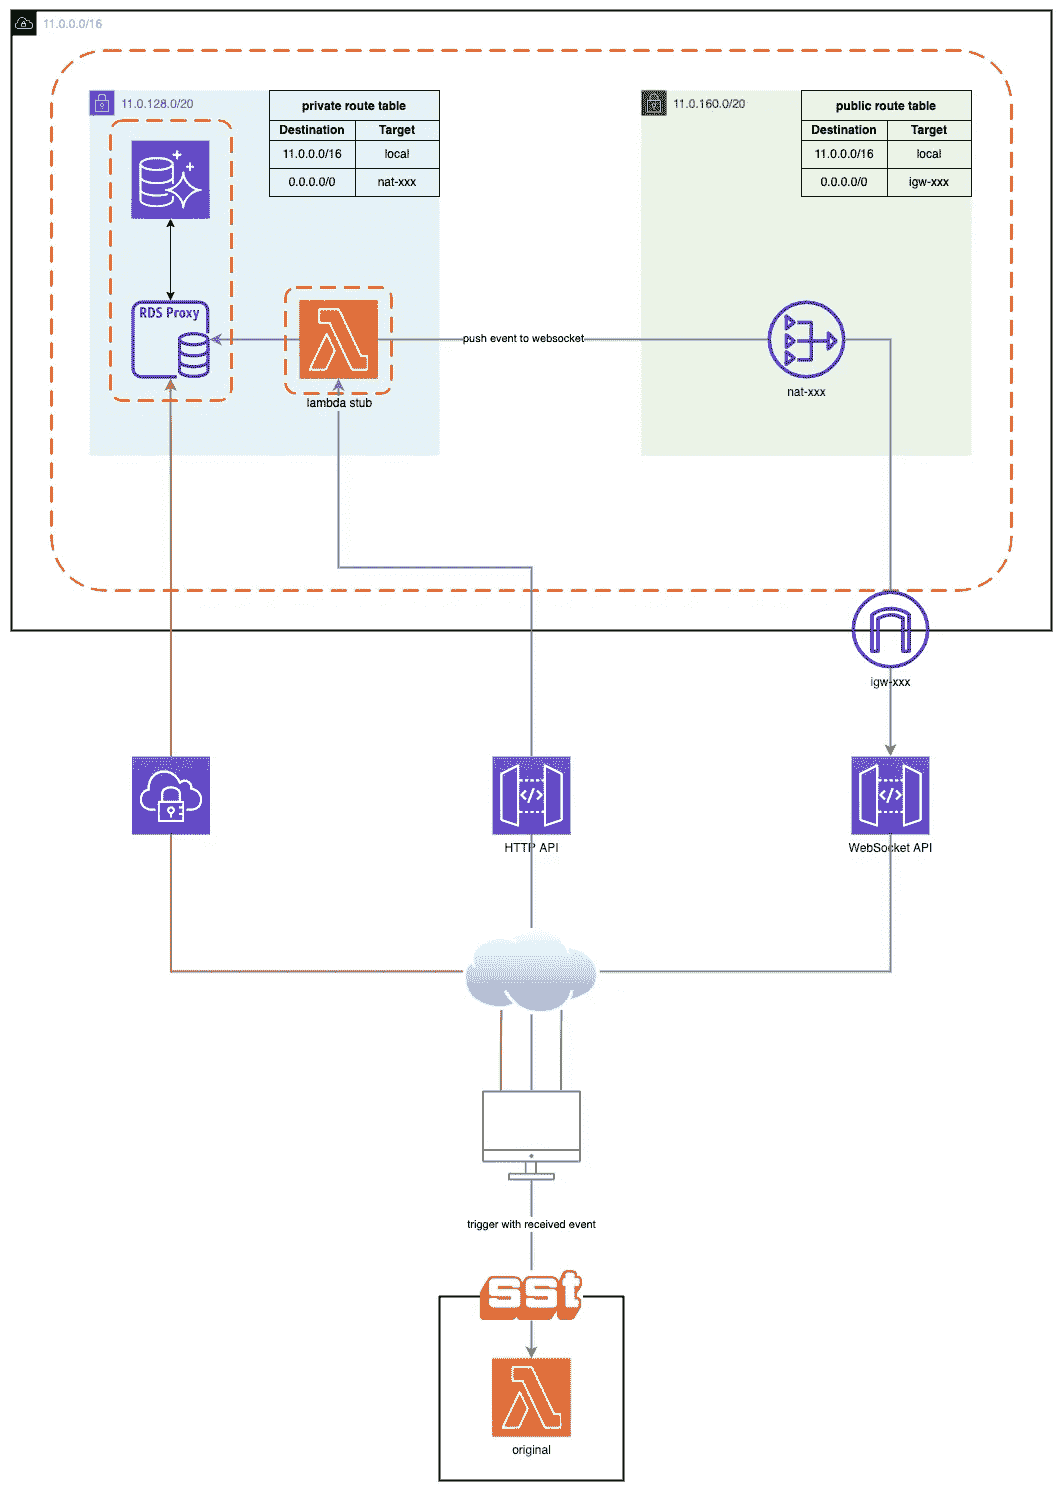 11.0.0.0/16
11.0.128.0/20
private route table
Destination Target
11.0.0.0/16 local
0.0.0.0/0 nat-xxx
11.0.160.0/20
public route table
Destination Target
11.0.0.0/16 local
0.0.0.0/0 igw-xxx
RDS Proxy
push event to websocket
lambda stub
nat-xxx
igw-xxx
</>
</>
HTTP API
WebSocket API
trigger with received event
sst
original